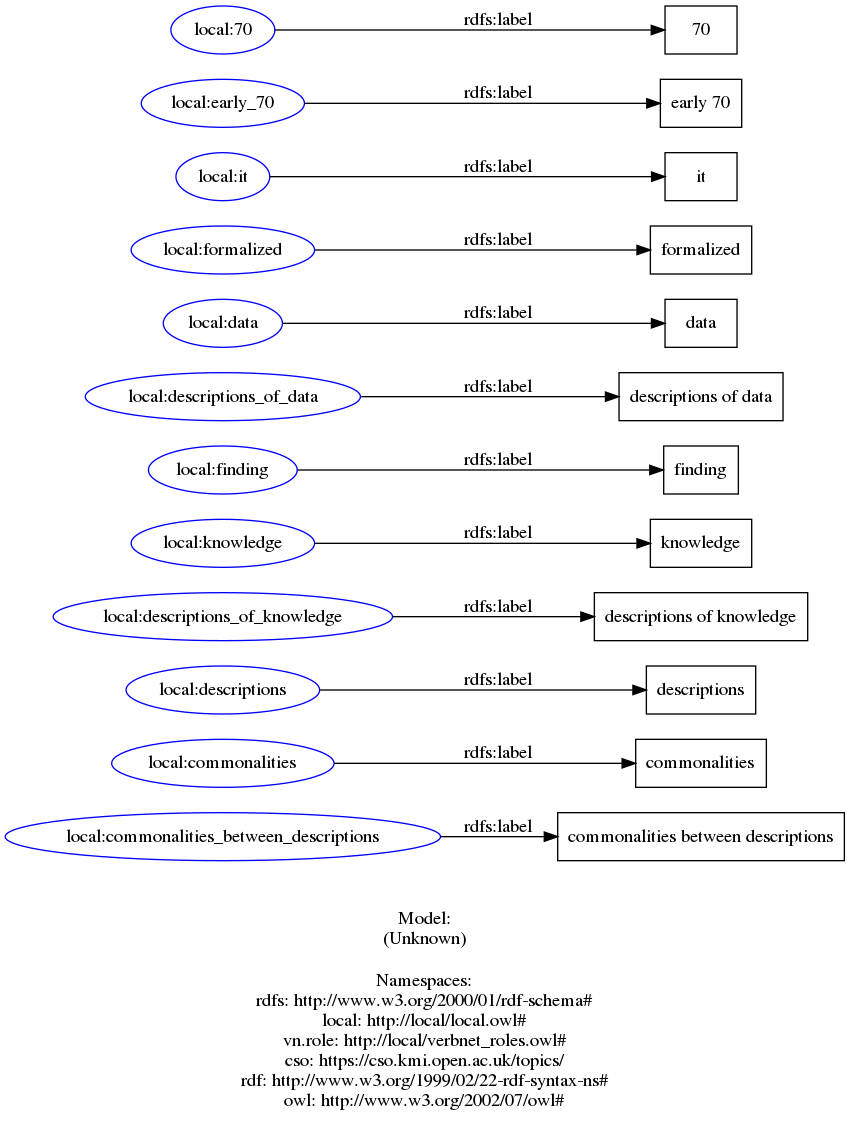 local:70 rdfs:label 70
local:early_70 rdfs:label early 70
local:it rdfs:label it
local:formalized rdfs:label formalized
local:data rdfs:label data
local:descriptions_of_data rdfs:label descriptions of data
local:finding rdfs:label finding
local:knowledge rdfs:label knowledge
local:descriptions_of_knowledge rdfs:label descriptions of knowledge
local:descriptions rdfs:label descriptions
local:commonalities rdfs:label commonalities
local:commonalities_between_descriptions rdfs:label commonalities between descriptions
Model:
(Unknown)
Namespaces:
rdfs: http://www.w3.org/2000/01/rdf-schema#
local: http://local/local.owl#
vn.role: http://local/verbnet_roles.owl#
cso: https://cso.kmi.open.ac.uk/topics/
rdf: http://www.w3.org/1999/02/22-rdf-syntax-ns#
owl: http://www.w3.org/2002/07/owl#